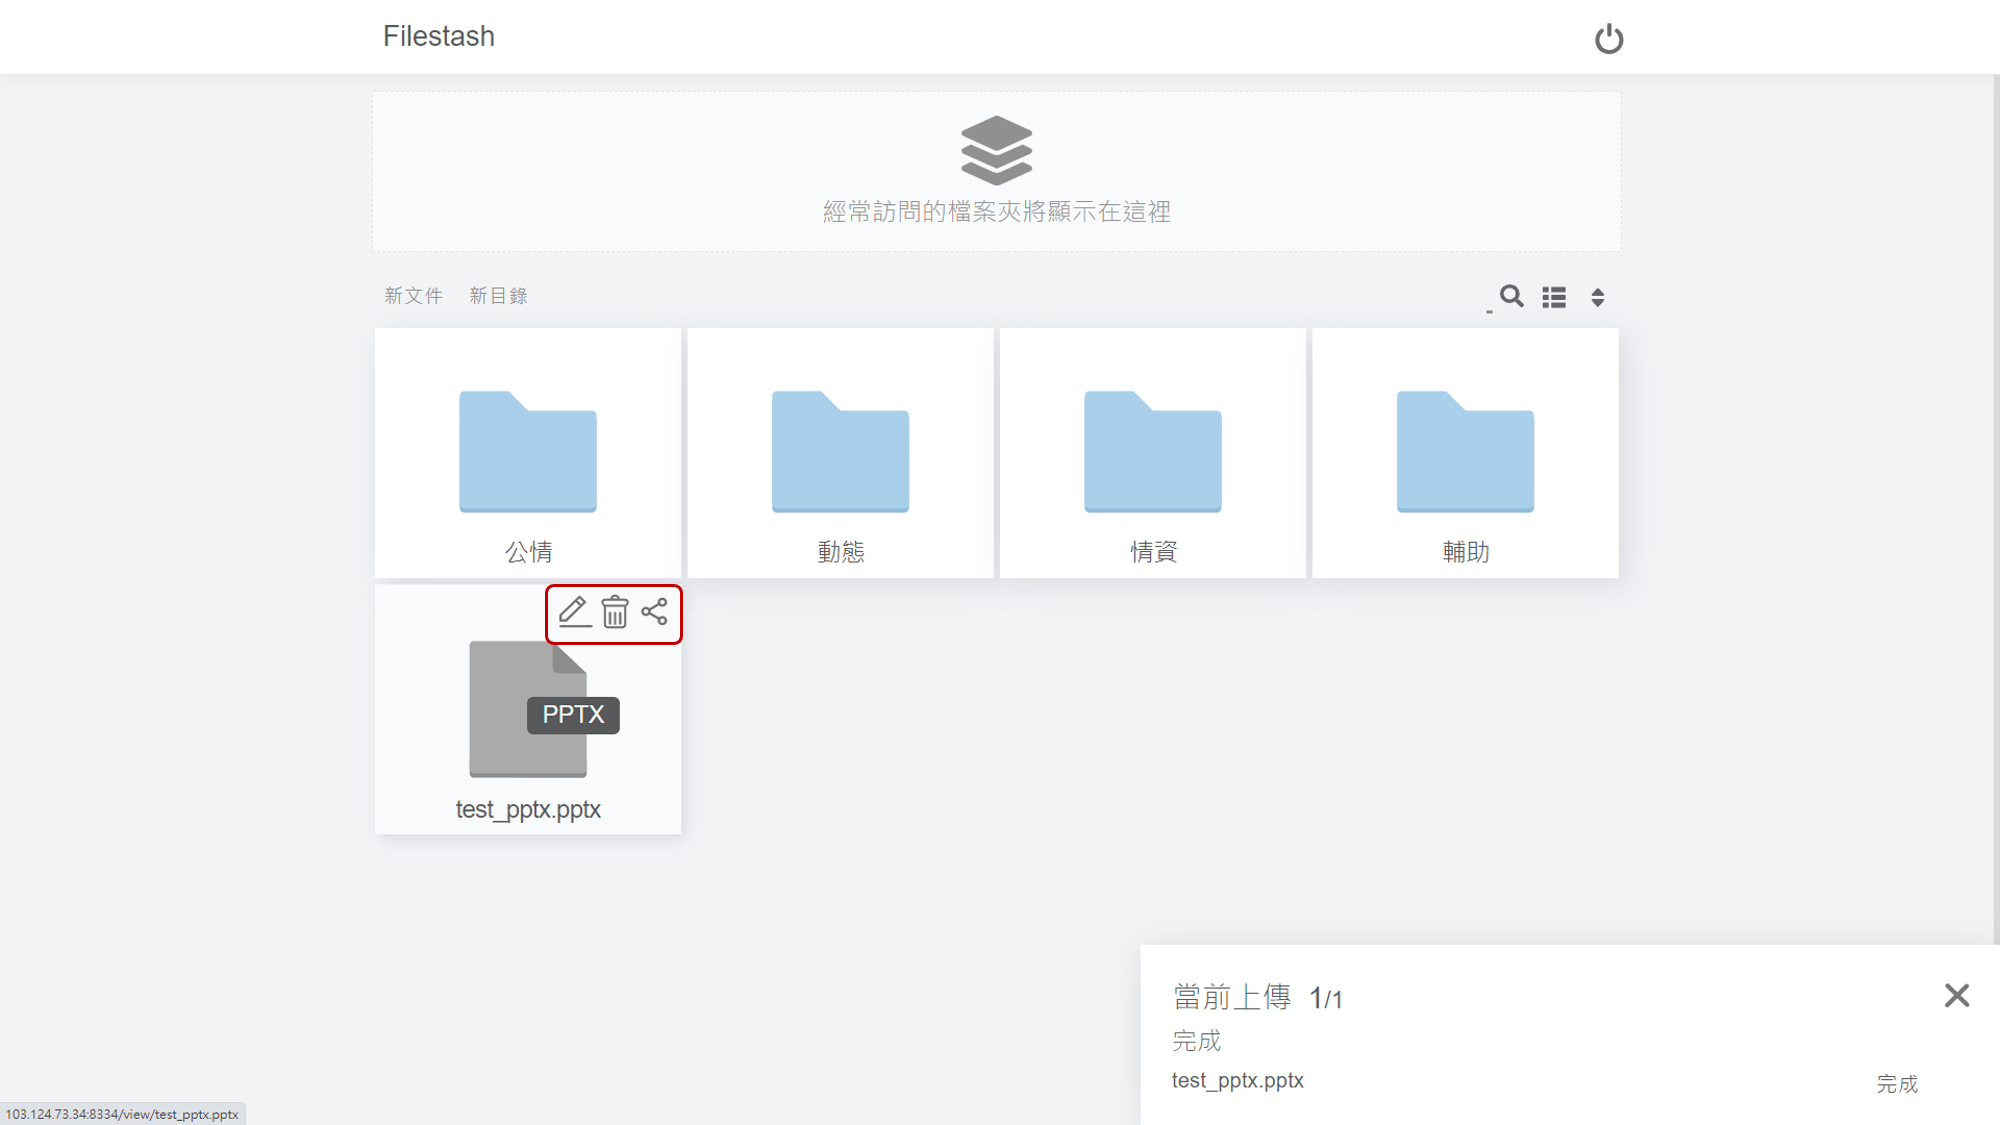 Filestash
經常訪問的檔案夾將顯示在這裡
新文件 新目錄
公情 動態 情資 輔助
PPTX
test_pptx.pptx
當前上傳 1/1
完成
test_pptx.pptx 完成
103.124.73.34:8334/view/test_pptx.pptx